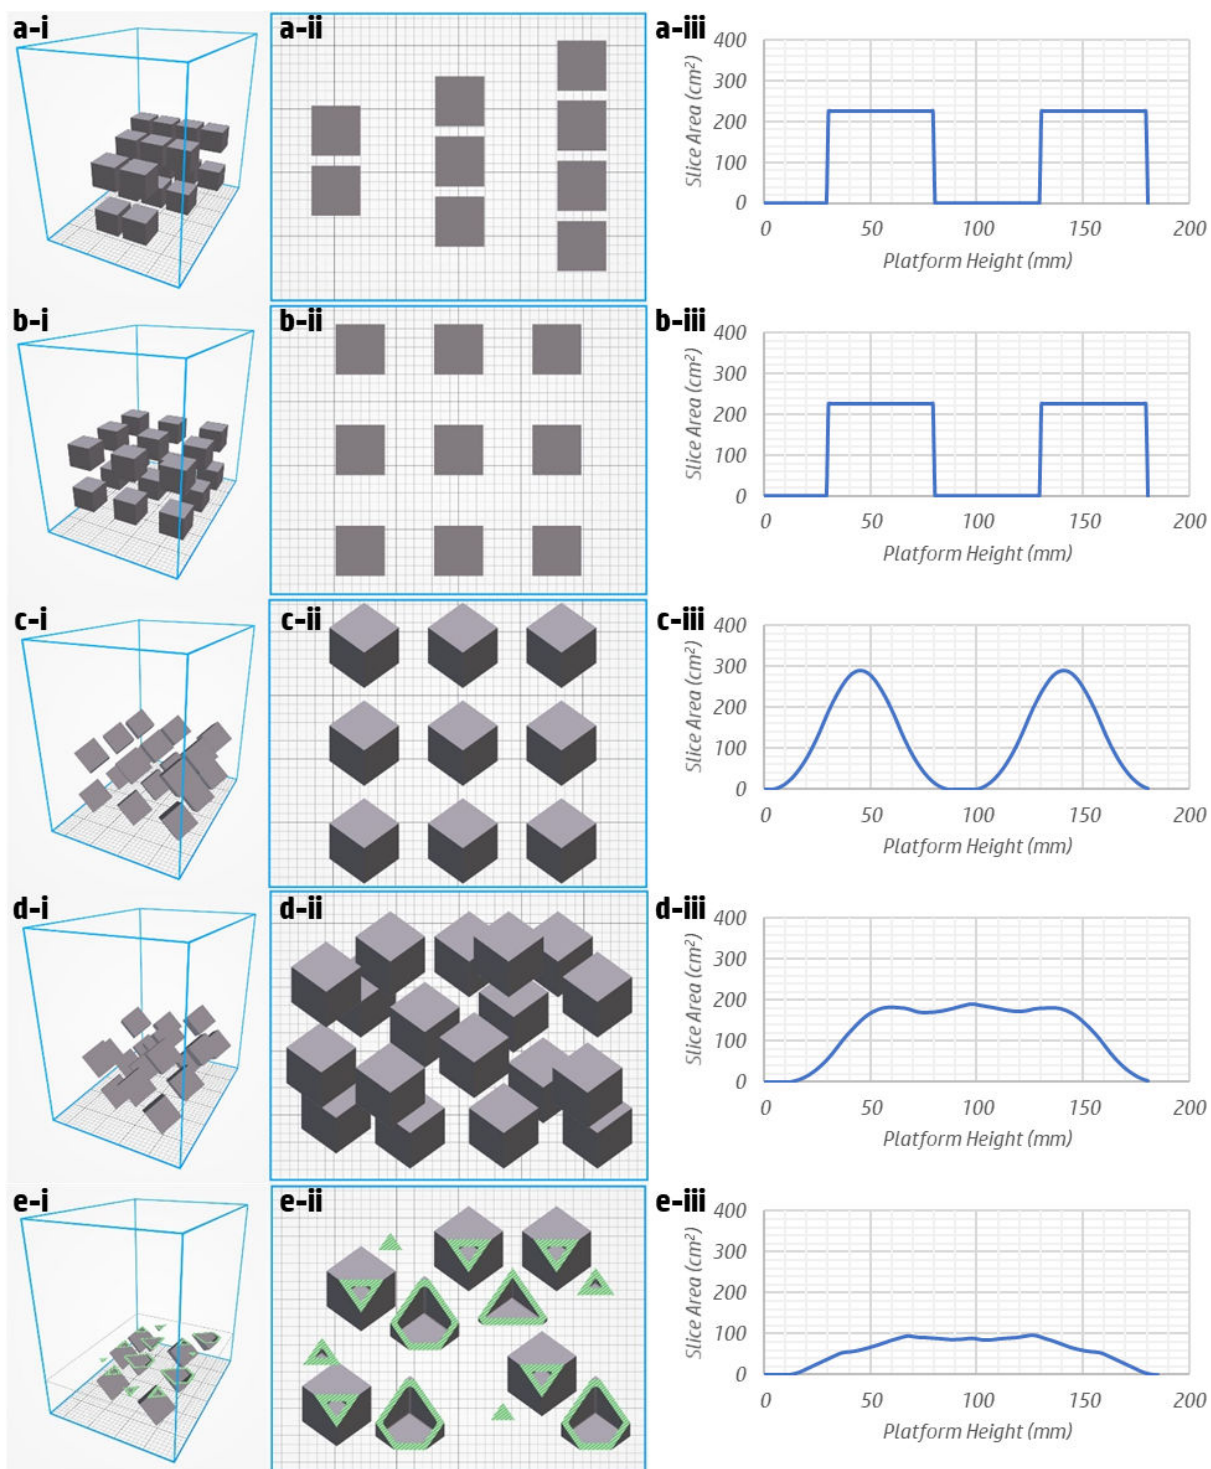 a-i
a-ii
a-iii
Slice Area (cm²)
400
300
200
100
0
0 50 100 150 200
Platform Height (mm)
b-i
b-ii
b-iii
Slice Area (cm²)
400
300
200
100
0
0 50 100 150 200
Platform Height (mm)
c-i
c-ii
c-iii
Slice Area (cm²)
400
300
200
100
0
0 50 100 150 200
Platform Height (mm)
d-i
d-ii
d-iii
Slice Area (cm²)
400
300
200
100
0
0 50 100 150 200
Platform Height (mm)
e-i
e-ii
e-iii
Slice Area (cm²)
400
300
200
100
0
0 50 100 150 200
Platform Height (mm)